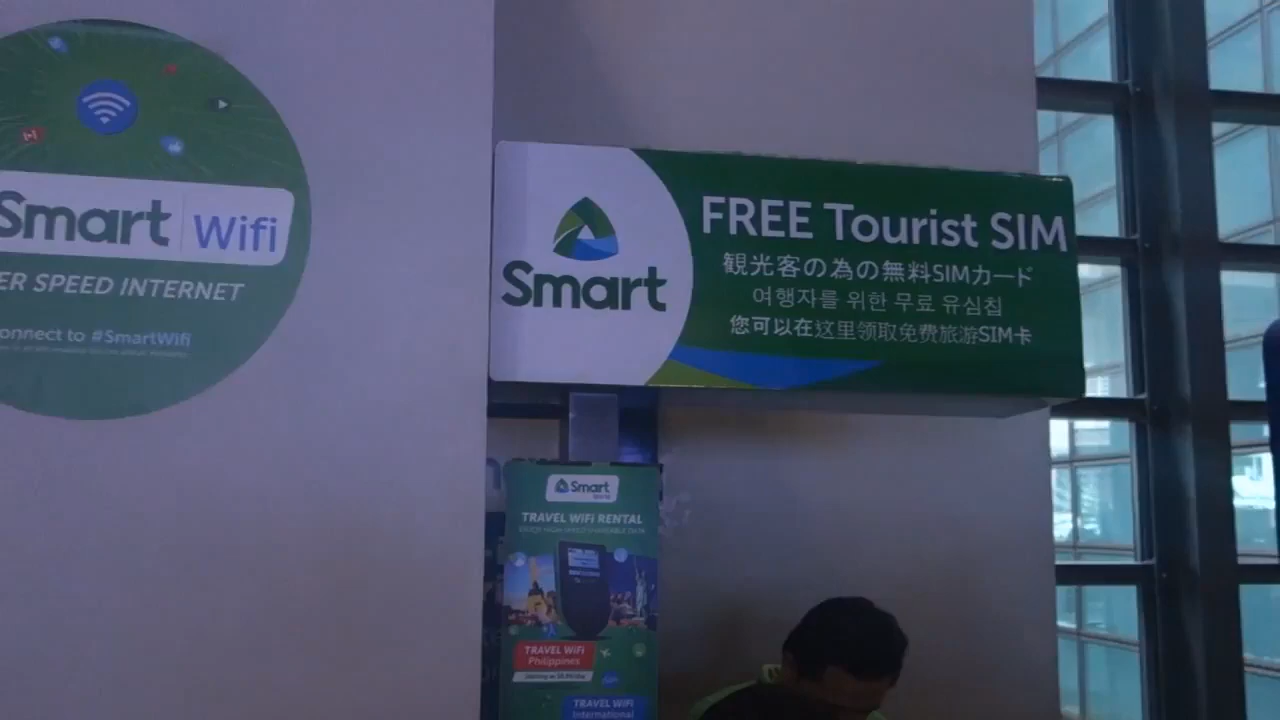 Smart Wifi
ER SPEED INTERNET
onnect to #SmartWifi
Smart
FREE Tourist SIM
観光客の為の無料SIMカード
여행자를 위한 무료 유심칩
您可以在这里领取免费旅游SIM卡
Smart
TRAVEL WiFi RENTAL
TRAVEL WiFi
Philippines
TRAVEL WiFi
International